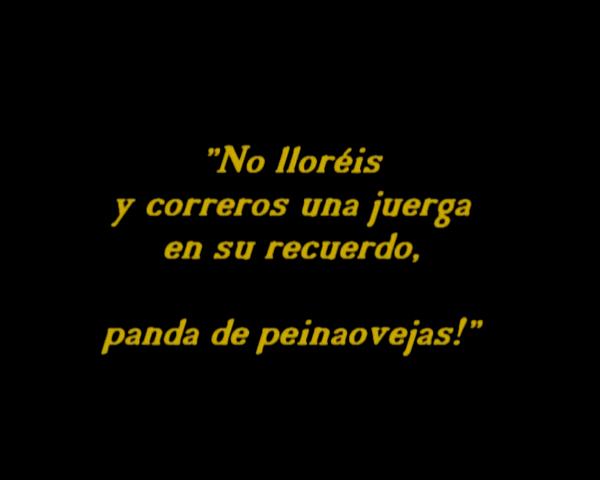 "No lloréis
y correros una juerga
en su recuerdo,
panda de peinaovejas!"